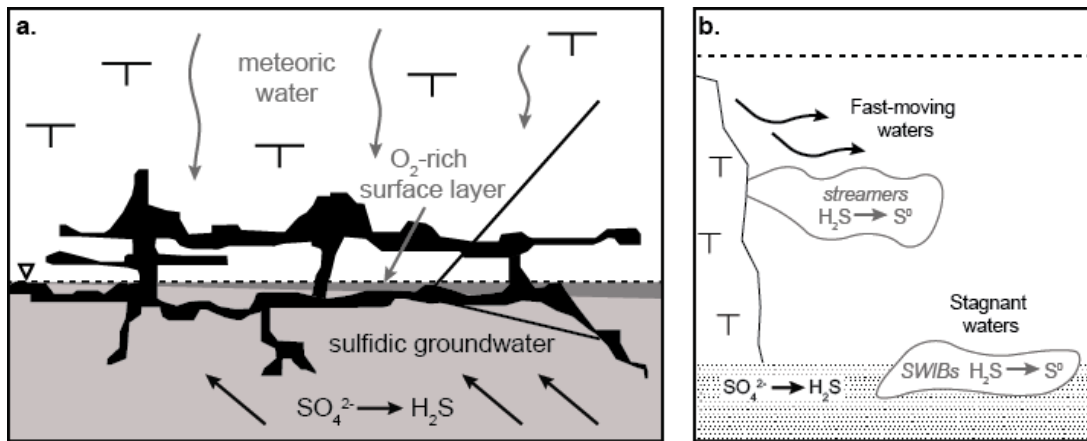 a.
meteoric
water
O₂-rich
surface layer
sulfidic groundwater
SO₄²⁻ → H₂S
b.
Fast-moving
waters
streamers
H₂S → S⁰
Stagnant
waters
SWIBs H₂S → S⁰
SO₄²⁻ → H₂S